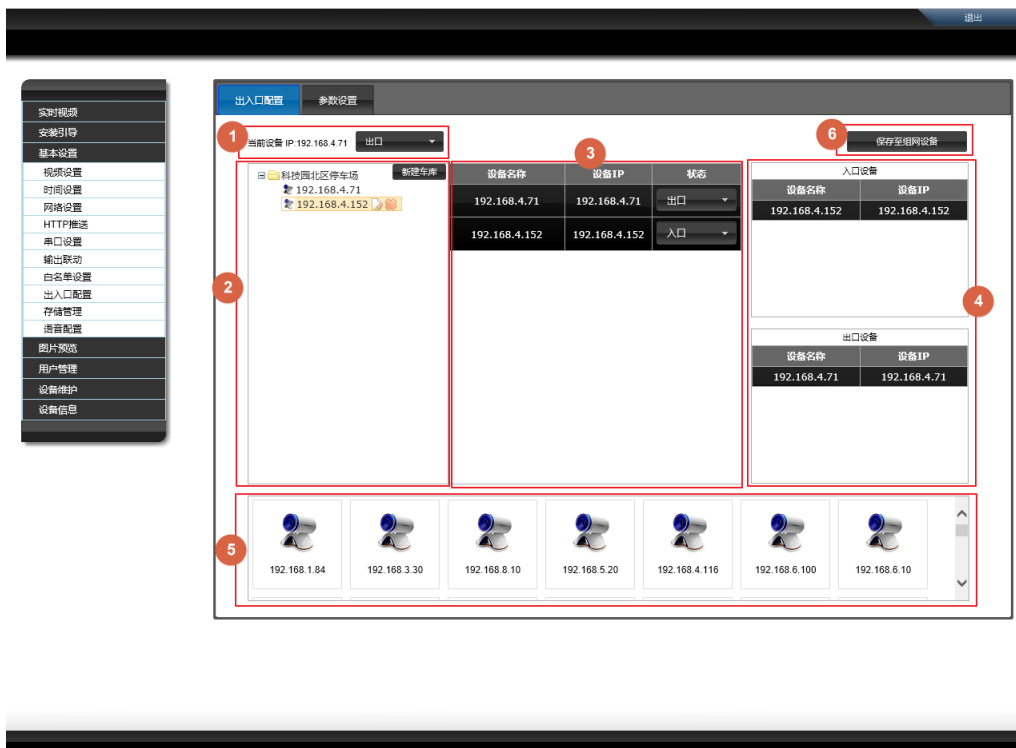 退出
实时视频
安装引导
基本设置
视频设置
时间设置
网络设置
HTTP推送
串口设置
输出联动
白名单设置
出入口配置
存储管理
语音配置
图片预览
用户管理
设备维护
设备信息
出入口配置 参数设置
1 当前设备 IP:192.168.4.71 出口
6 保存至组网设备
2
科技园北区停车场 新建车库
192.168.4.71
192.168.4.152
3
设备名称 设备IP 状态
192.168.4.71 192.168.4.71 出口
192.168.4.152 192.168.4.152 入口
4
入口设备
设备名称 设备IP
192.168.4.152 192.168.4.152
出口设备
设备名称 设备IP
192.168.4.71 192.168.4.71
5
192.168.1.84 192.168.3.30 192.168.8.10 192.168.5.20 192.168.4.116 192.168.6.100 192.168.6.10